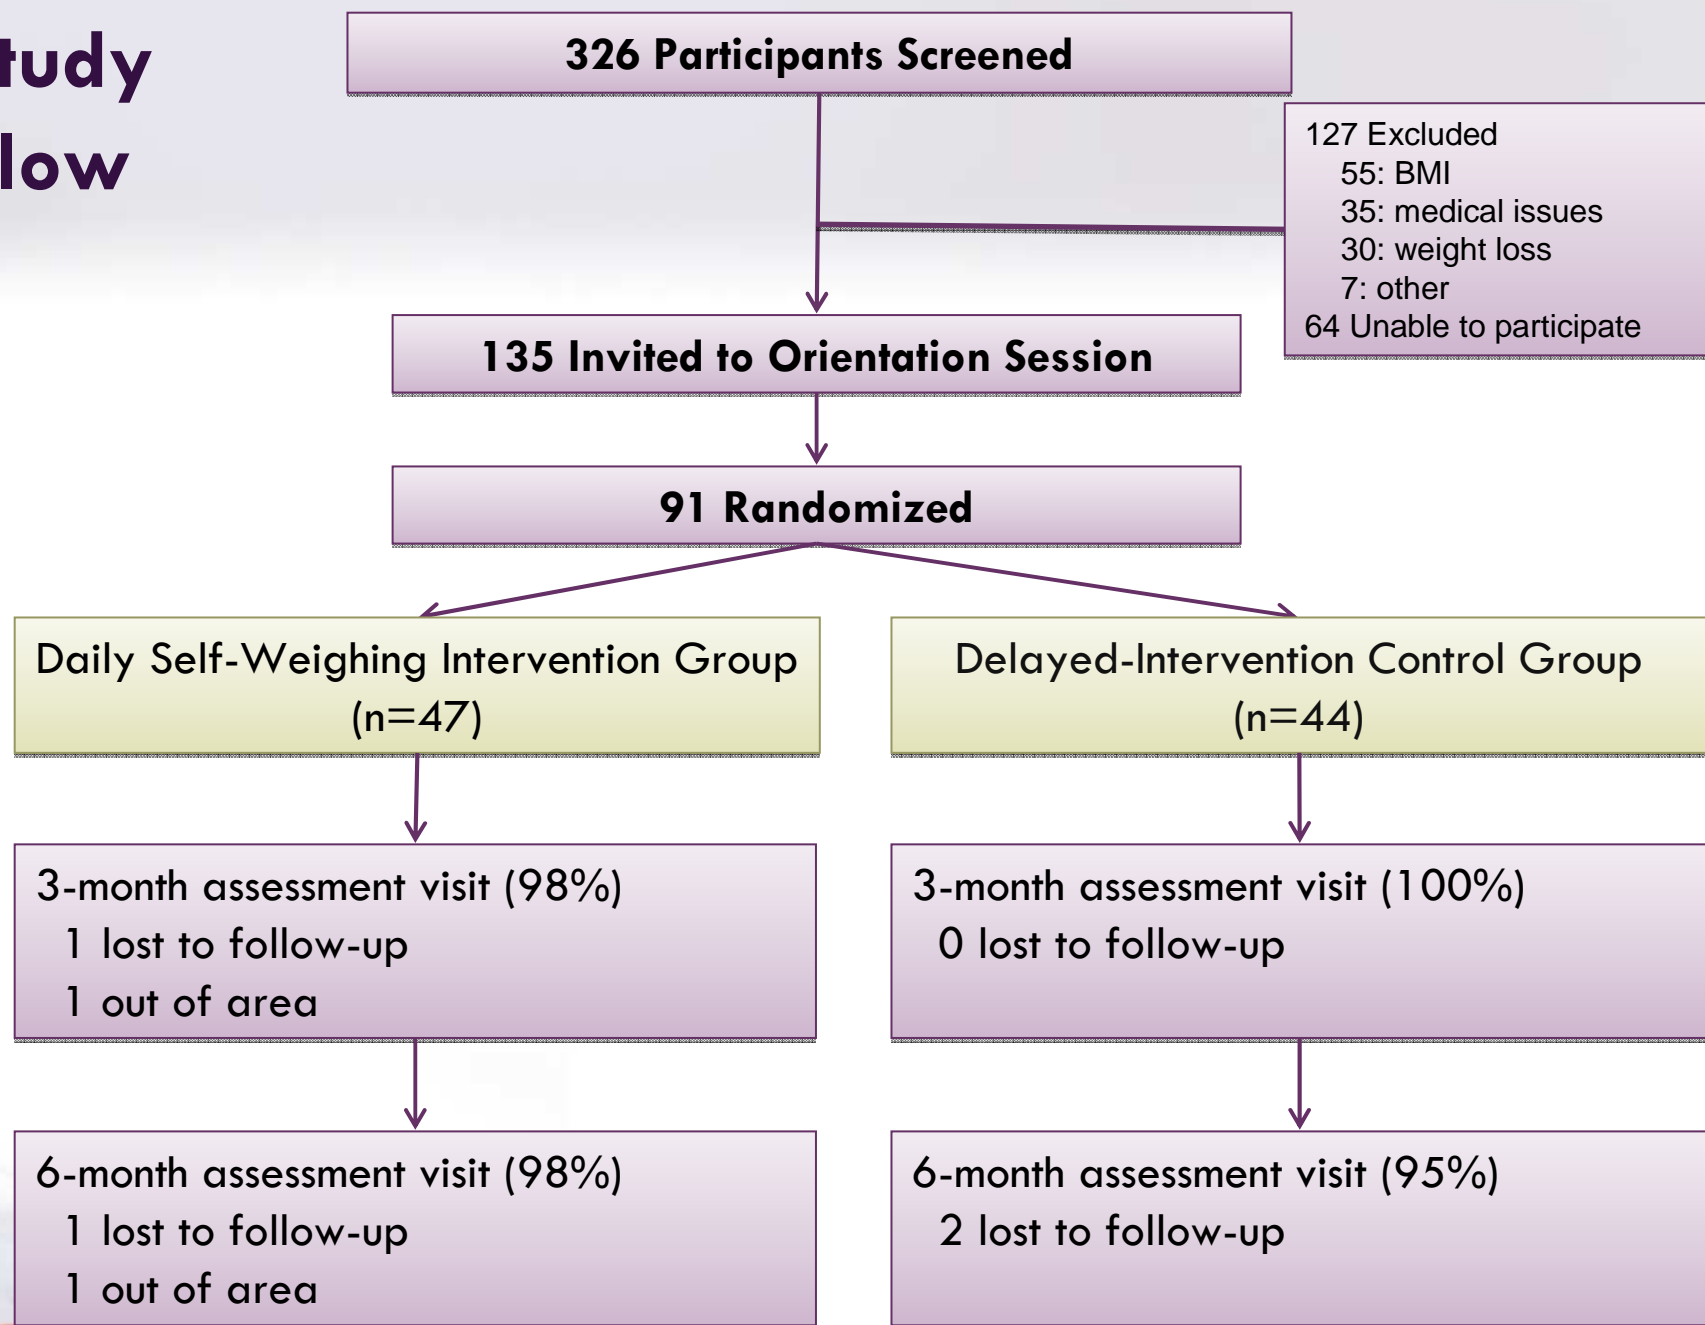 tudy
low
326 Participants Screened
127 Excluded
55: BMI
35: medical issues
30: weight loss
7: other
64 Unable to participate
135 Invited to Orientation Session
91 Randomized
Daily Self-Weighing Intervention Group
(n=47)
Delayed-Intervention Control Group
(n=44)
3-month assessment visit (98%)
1 lost to follow-up
1 out of area
3-month assessment visit (100%)
0 lost to follow-up
6-month assessment visit (98%)
1 lost to follow-up
1 out of area
6-month assessment visit (95%)
2 lost to follow-up